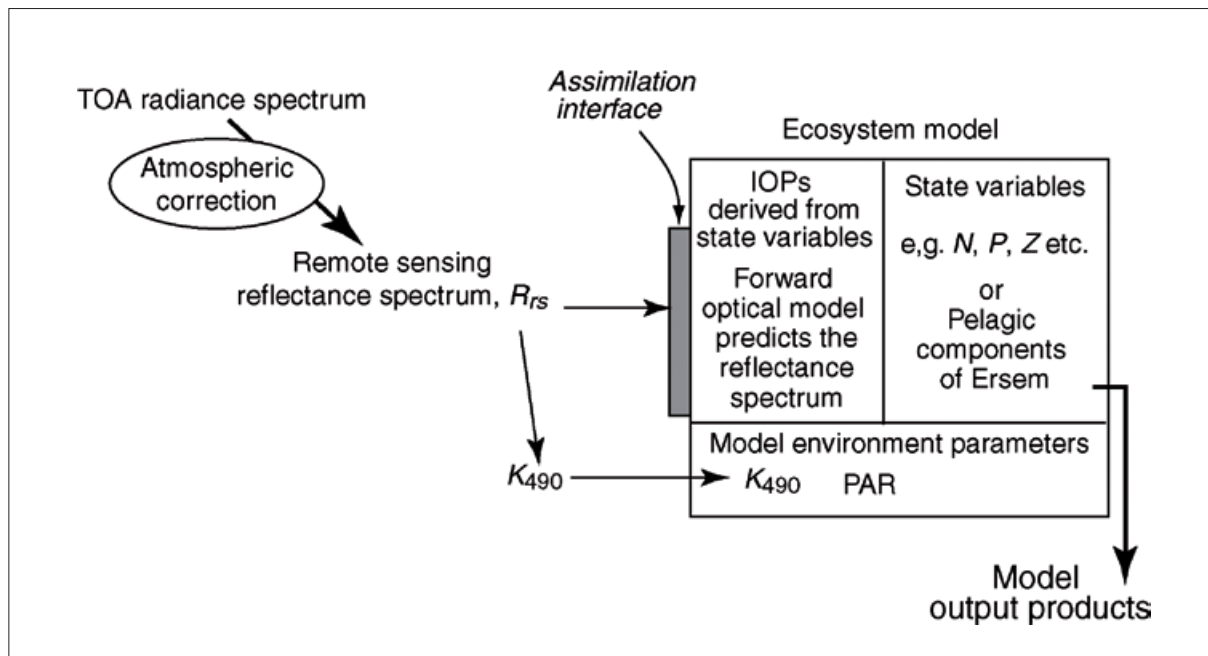 TOA radiance spectrum
Atmospheric
correction
Remote sensing
reflectance spectrum, Rrs
K490
Assimilation
interface
Ecosystem model
IOPs
derived from
state variables
Forward
optical model
predicts the
reflectance
spectrum
State variables
e,g. N, P, Z etc.
or
Pelagic
components
of Ersem
Model environment parameters
K490 PAR
Model
output products